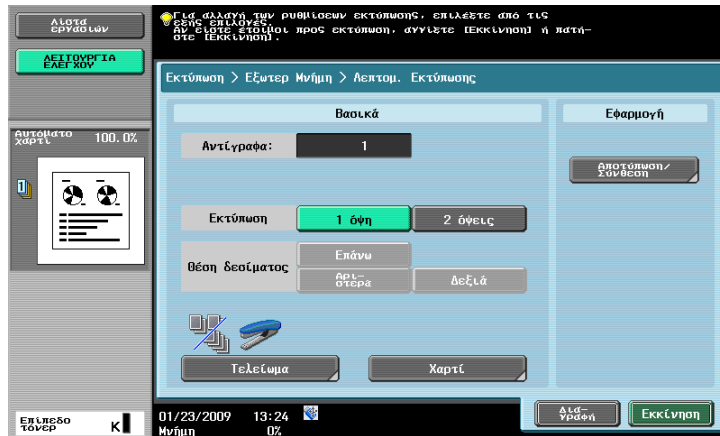 Λίστα
εργασιών
ΛΕΙΤΟΥΡΓΙΑ
ΕΛΕΓΧΟΥ
Για αλλαγή των ρυθμίσεων εκτύπωσης, επιλέξτε από τις
εξής επιλογές.
Αν είστε έτοιμοι προς εκτύπωση, αγγίξτε [Εκκίνηση] ή πατή-
στε [Εκκίνηση].
Εκτύπωση > Εξωτερ Μνήμη > Λεπτομ. Εκτύπωσης
Βασικά
Εφαρμογή
Αυτόματο
χαρτί
100.0%
Αντίγραφα:
1
Αποτύπωση/
Σύνθεση
1
Εκτύπωση
1 όψη
2 όψεις
Θέση δεσίματος
Επάνω
Αρι-
στερα
Δεξιά
Τελείωμα
Χαρτί
Επίπεδο
τόνερ
K
01/23/2009
13:24
Μνήμη
0%
Δια-
γραφή
Εκκίνηση